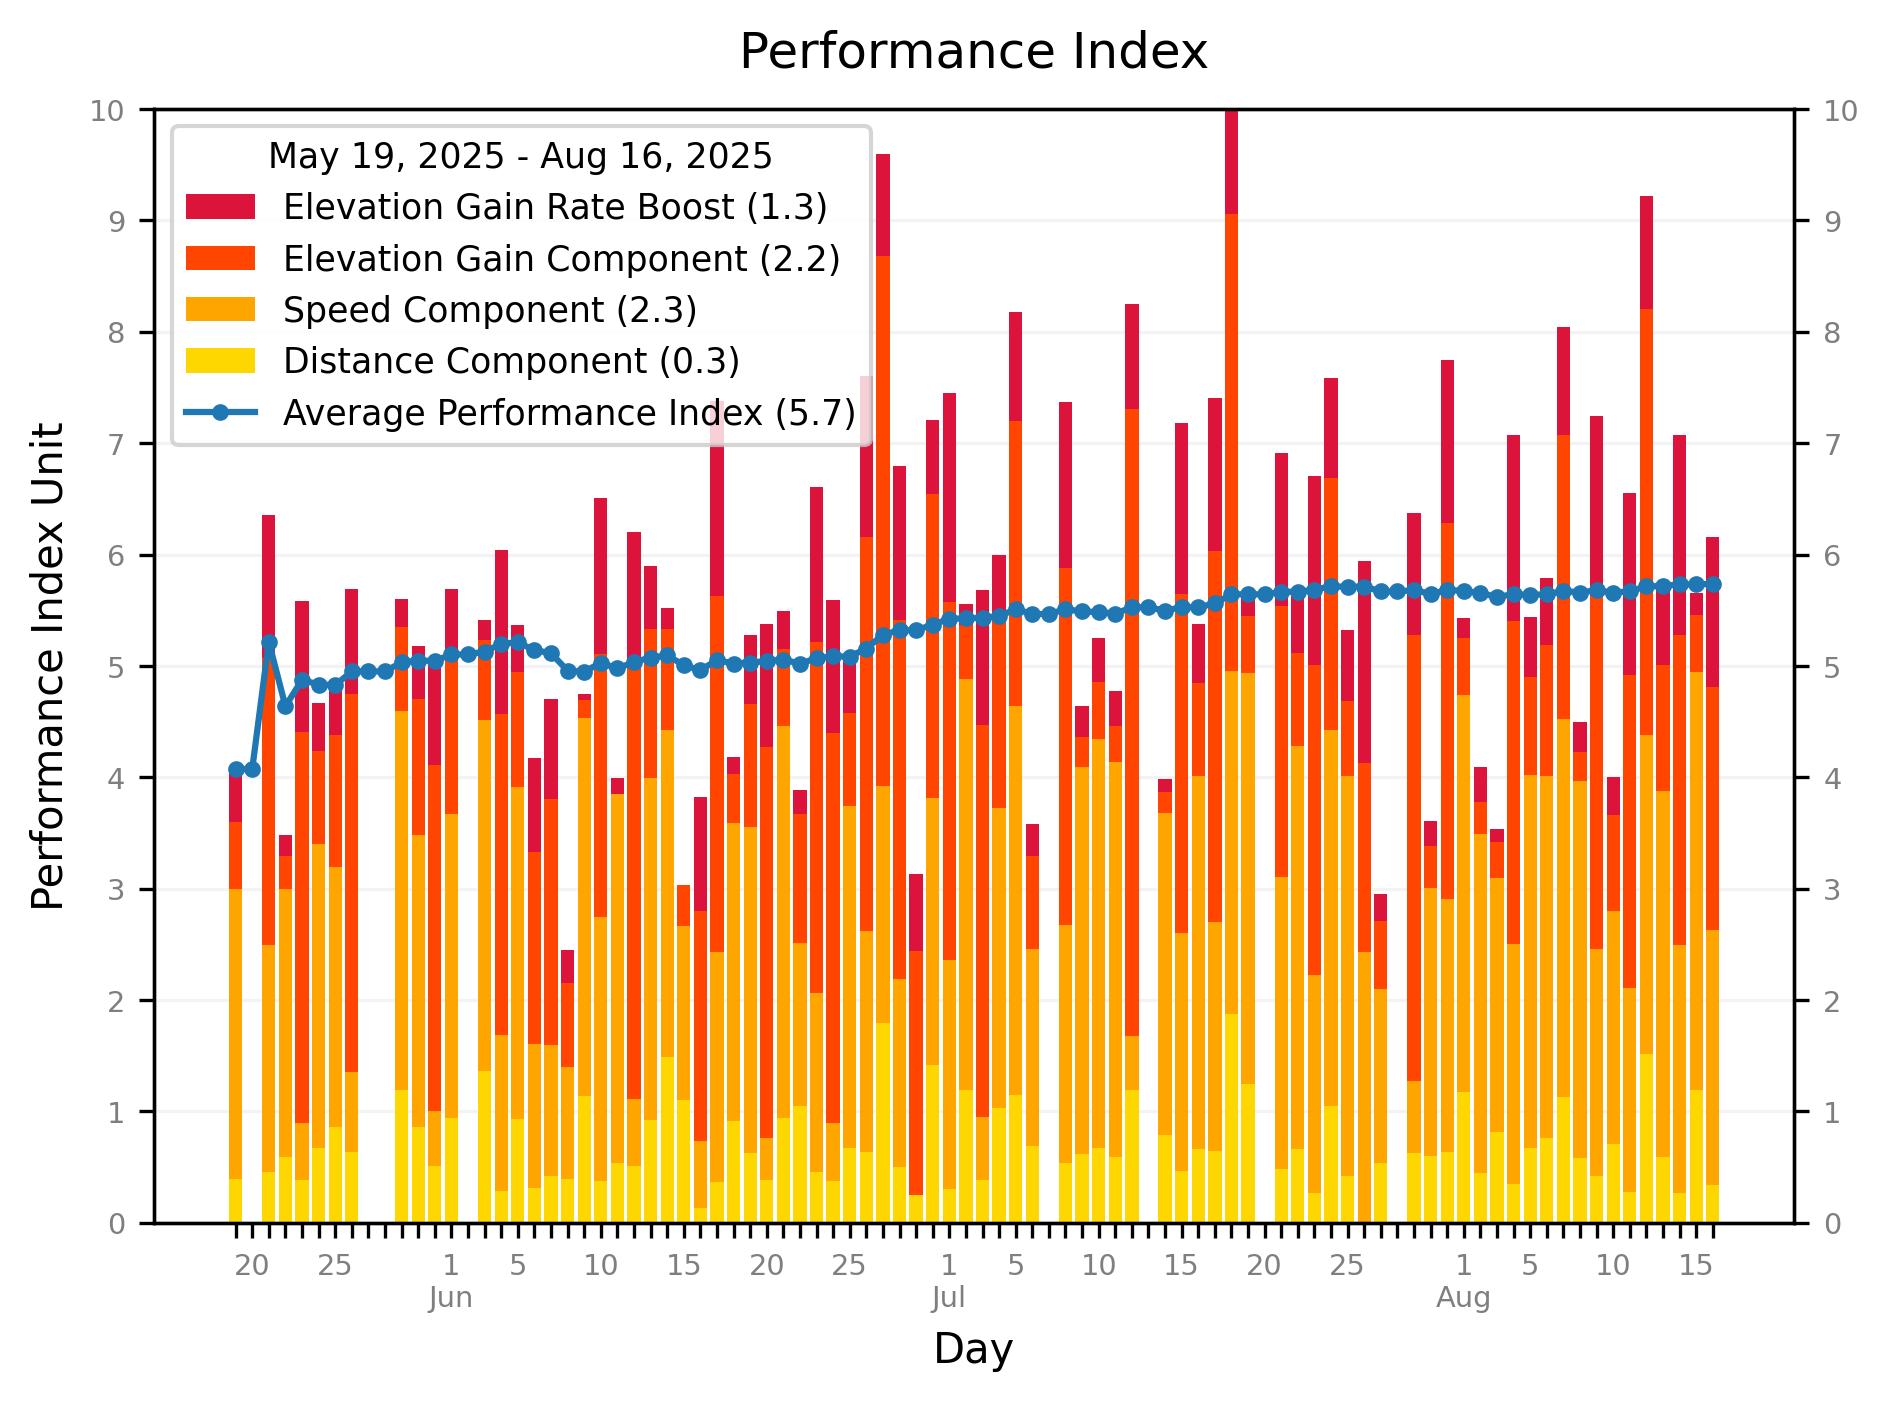 Performance Index
May 19, 2025 - Aug 16, 2025
Elevation Gain Rate Boost (1.3)
Elevation Gain Component (2.2)
Speed Component (2.3)
Distance Component (0.3)
Average Performance Index (5.7)
Performance Index Unit
10
9
8
7
6
5
4
3
2
1
0
10
9
8
7
6
5
4
3
2
1
0
20 25 1 5 10 15 20 25 1 5 10 15 20 25 1 5 10 15
Jun Jul Aug
Day